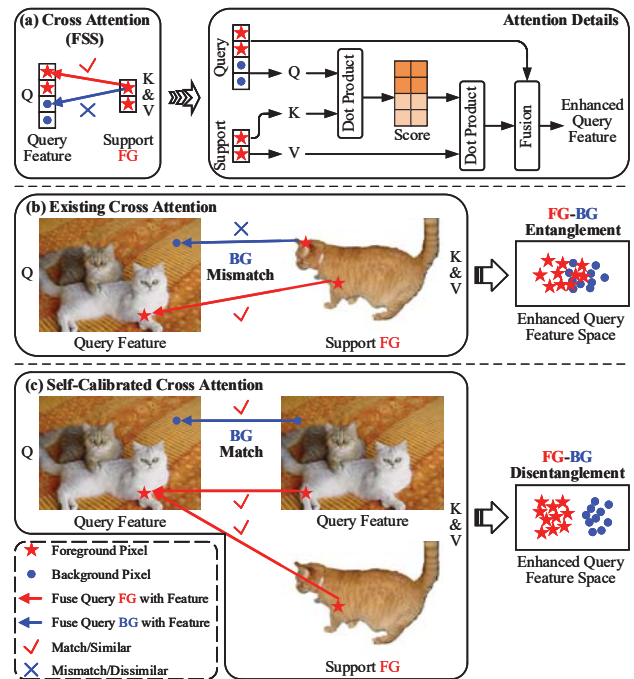 (a) Cross Attention
(FSS)
Q
K
&
V
Query
Feature
Support
FG
Attention Details
Query
Support
Q
K
V
Dot Product
Score
Dot Product
Fusion
Enhanced
Query
Feature
(b) Existing Cross Attention
Q
BG
Mismatch
K
&
V
Query Feature
Support FG
FG-BG
Entanglement
Enhanced Query
Feature Space
(c) Self-Calibrated Cross Attention
Q
BG
Match
Query Feature
Query Feature
K
&
V
Support FG
FG-BG
Disentanglement
Enhanced Query
Feature Space
Foreground Pixel
Background Pixel
Fuse Query FG with Feature
Fuse Query BG with Feature
Match/Similar
Mismatch/Dissimilar